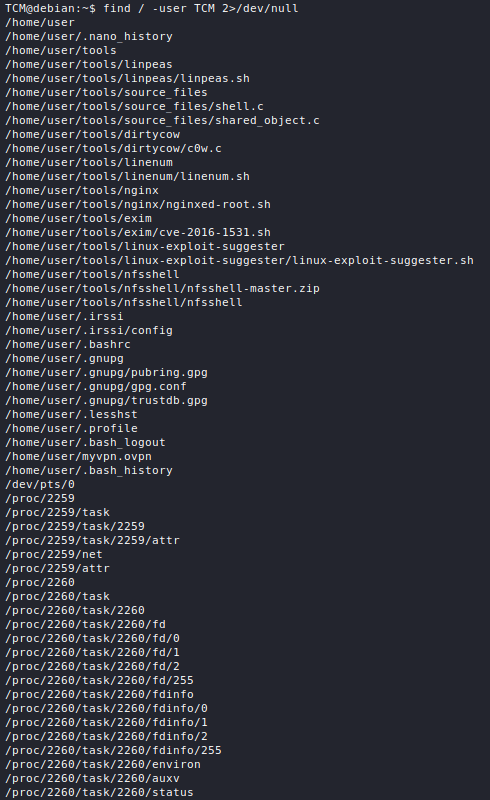 TCM@debian:~$ find / -user TCM 2>/dev/null
/home/user
/home/user/.nano_history
/home/user/tools
/home/user/tools/linpeas
/home/user/tools/linpeas/linpeas.sh
/home/user/tools/source_files
/home/user/tools/source_files/shell.c
/home/user/tools/source_files/shared_object.c
/home/user/tools/dirtycow
/home/user/tools/dirtycow/c0w.c
/home/user/tools/linenum
/home/user/tools/linenum/linenum.sh
/home/user/tools/nginx
/home/user/tools/nginx/nginxed-root.sh
/home/user/tools/exim
/home/user/tools/exim/cve-2016-1531.sh
/home/user/tools/linux-exploit-suggester
/home/user/tools/linux-exploit-suggester/linux-exploit-suggester.sh
/home/user/tools/nfsshell
/home/user/tools/nfsshell/nfsshell-master.zip
/home/user/tools/nfsshell/nfsshell
/home/user/.irssi
/home/user/.irssi/config
/home/user/.bashrc
/home/user/.gnupg
/home/user/.gnupg/pubring.gpg
/home/user/.gnupg/gpg.conf
/home/user/.gnupg/trustdb.gpg
/home/user/.lesshst
/home/user/.profile
/home/user/.bash_logout
/home/user/myvpn.ovpn
/home/user/.bash_history
/dev/pts/0
/proc/2259
/proc/2259/task
/proc/2259/task/2259
/proc/2259/task/2259/attr
/proc/2259/net
/proc/2259/attr
/proc/2260
/proc/2260/task
/proc/2260/task/2260
/proc/2260/task/2260/fd
/proc/2260/task/2260/fd/0
/proc/2260/task/2260/fd/1
/proc/2260/task/2260/fd/2
/proc/2260/task/2260/fd/255
/proc/2260/task/2260/fdinfo
/proc/2260/task/2260/fdinfo/0
/proc/2260/task/2260/fdinfo/1
/proc/2260/task/2260/fdinfo/2
/proc/2260/task/2260/fdinfo/255
/proc/2260/task/2260/environ
/proc/2260/task/2260/auxv
/proc/2260/task/2260/status